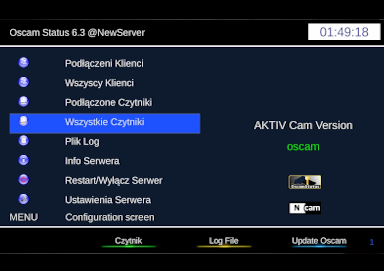 Oscam Status 6.3 @NewServer
01:49:18
Podłączeni Klienci
Wszyscy Klienci
Podłączone Czytniki
Wszystkie Czytniki
AKTIV Cam Version
Plik Log
oscam
Info Serwera
Restart/Wyłącz Serwer
OscamStatus
Ustawienia Serwera
N cam
MENU Configuration screen
Czytnik Log File Update Oscam 1